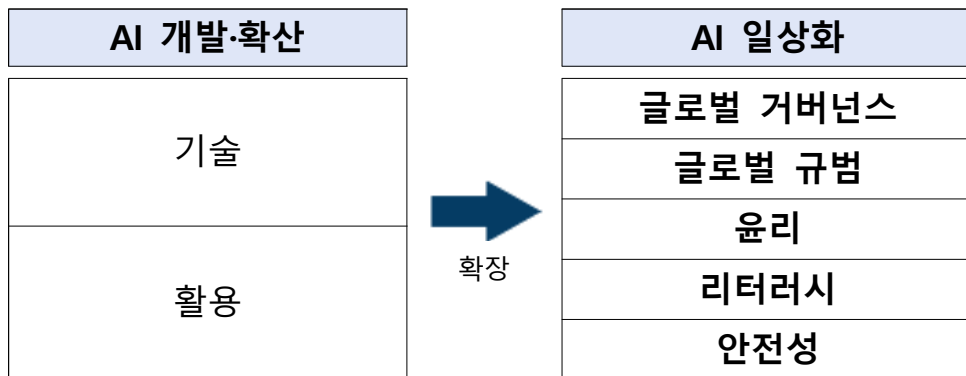 AI 개발·확산
기술
활용
확장
AI 일상화
글로벌 거버넌스
글로벌 규범
윤리
리터러시
안전성